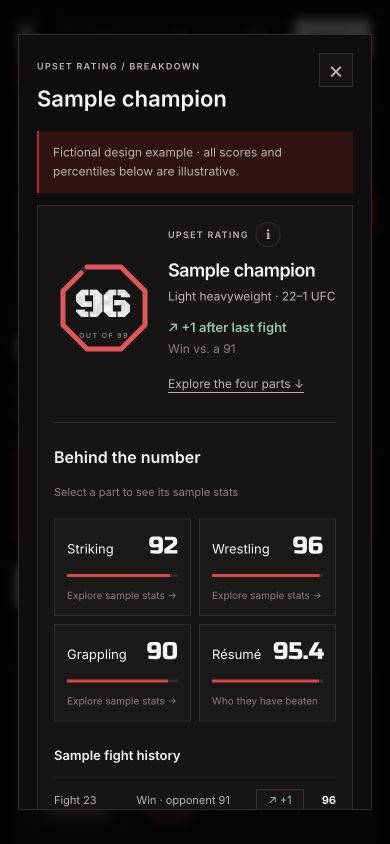 UPSET RATING / BREAKDOWN
Sample champion
Fictional design example · all scores and
percentiles below are illustrative.
UPSET RATING i
96
OUT OF 99
Sample champion
Light heavyweight · 22–1 UFC
↗ +1 after last fight
Win vs. a 91
Explore the four parts ↓
Behind the number
Select a part to see its sample stats
Striking 92
Explore sample stats →
Wrestling 96
Explore sample stats →
Grappling 90
Explore sample stats →
Résumé 95.4
Who they have beaten
Sample fight history
Fight 23 Win · opponent 91 ↗ +1 96